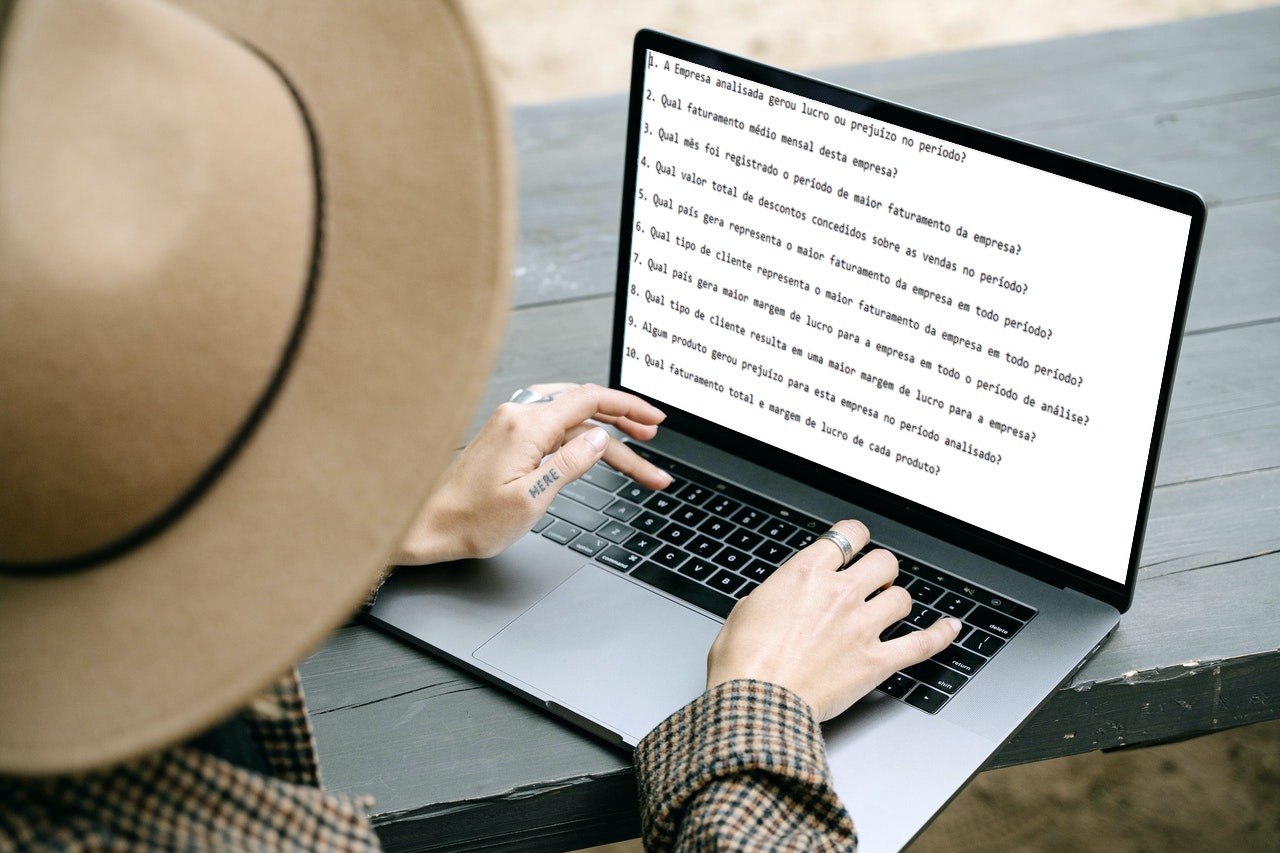 1. A Empresa analisada gerou lucro ou prejuízo no período?
2. Qual faturamento médio mensal desta empresa?
3. Qual mês foi registrado o período de maior faturamento da empresa?
4. Qual valor total de descontos concedidos sobre as vendas no período?
5. Qual país gera representa o maior faturamento da empresa em todo período?
6. Qual tipo de cliente representa o maior faturamento da empresa em todo período?
7. Qual país gera maior margem de lucro para a empresa em todo o período de análise?
8. Qual tipo de cliente resulta em uma maior margem de lucro para a empresa?
9. Algum produto gerou prejuízo para esta empresa no período analisado?
10. Qual faturamento total e margem de lucro de cada produto?
HERE
delete
return
shift
command